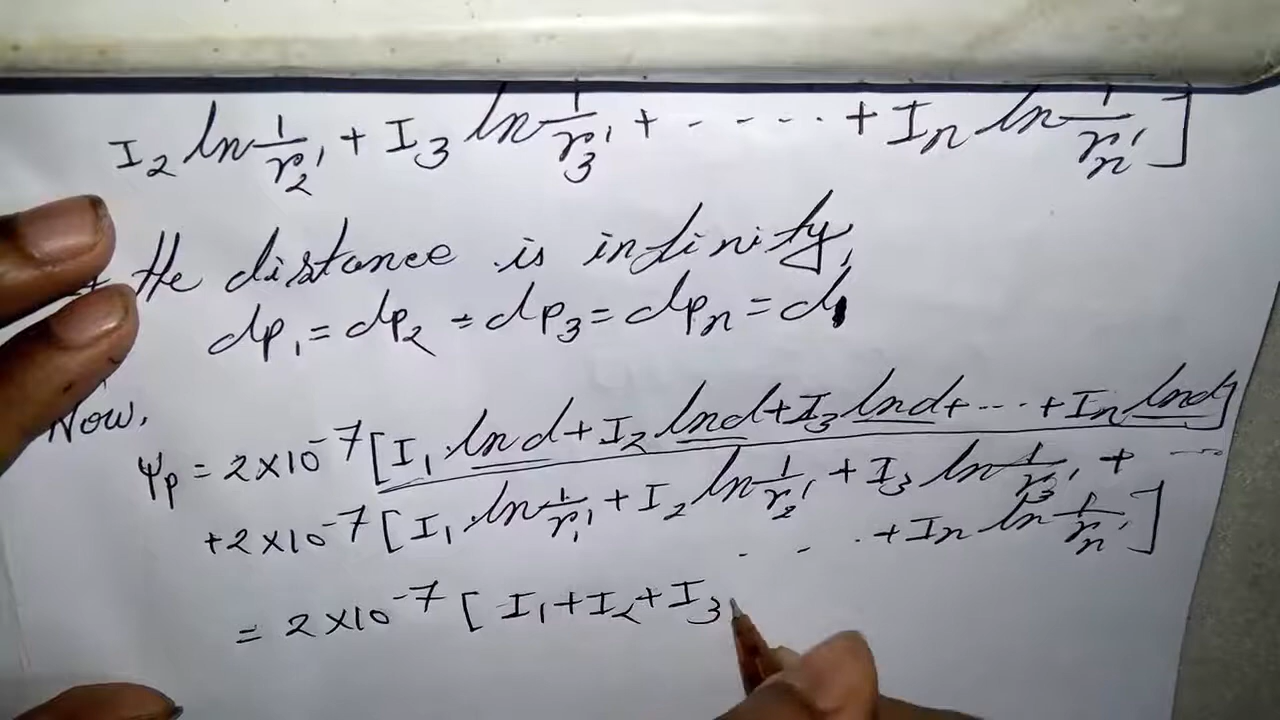 I₂ ln 1/r₂' + I₃ ln 1/r₃' + - - - - .. + Iₙ ln 1/rₙ' ]
the distance is infinity,
dp₁ = dp₂ = dp₃ = dpₙ = d
Now,
ψₚ = 2×10⁻⁷ [ I₁ ln d + I₂ ln d + I₃ ln d + ... + Iₙ ln d ]
+ 2×10⁻⁷ [ I₁ ln 1/r₁' + I₂ ln 1/r₂' + I₃ ln 1/r₃' + ....
. . . + Iₙ ln 1/rₙ' ]
= 2×10⁻⁷ [ I₁ + I₂ + I₃